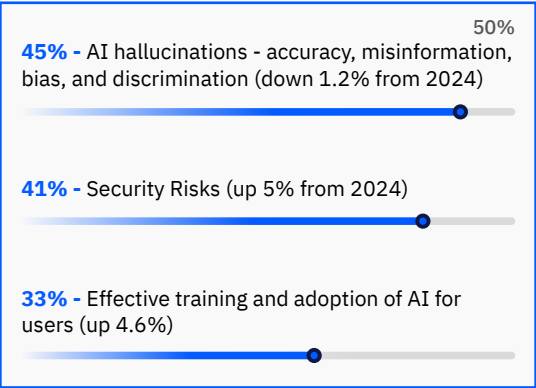 50%
45% - AI hallucinations - accuracy, misinformation,
bias, and discrimination (down 1.2% from 2024)
41% - Security Risks (up 5% from 2024)
33% - Effective training and adoption of AI for
users (up 4.6%)